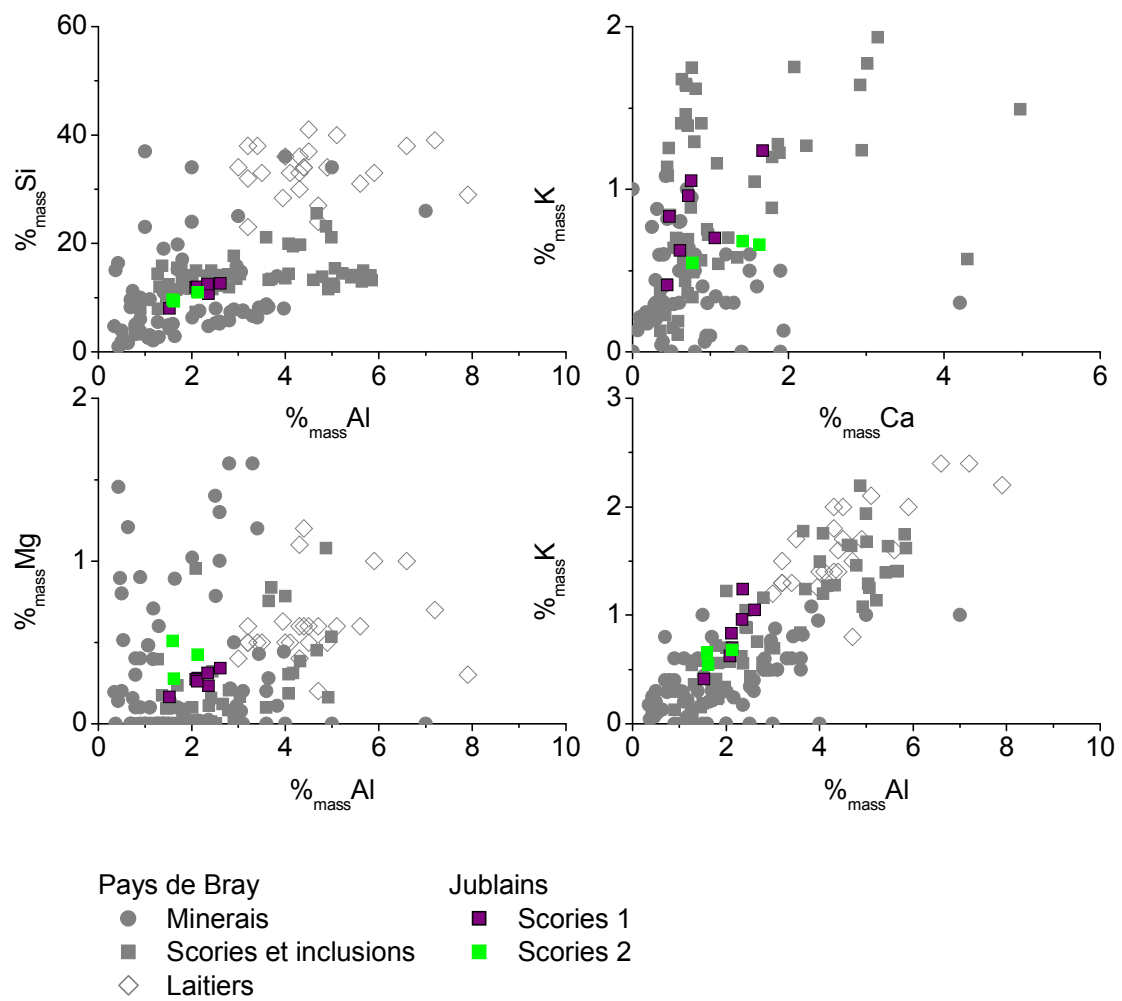 60
40
20
0
%massSi
0 2 4 6 8 10
%massAl
2
1
0
%massK
0 2 4 6
%massCa
2
1
0
%massMg
0 2 4 6 8 10
%massAl
3
2
1
0
%massK
0 2 4 6 8 10
%massAl
Pays de Bray
Minerais
Scories et inclusions
Laitiers
Jublains
Scories 1
Scories 2